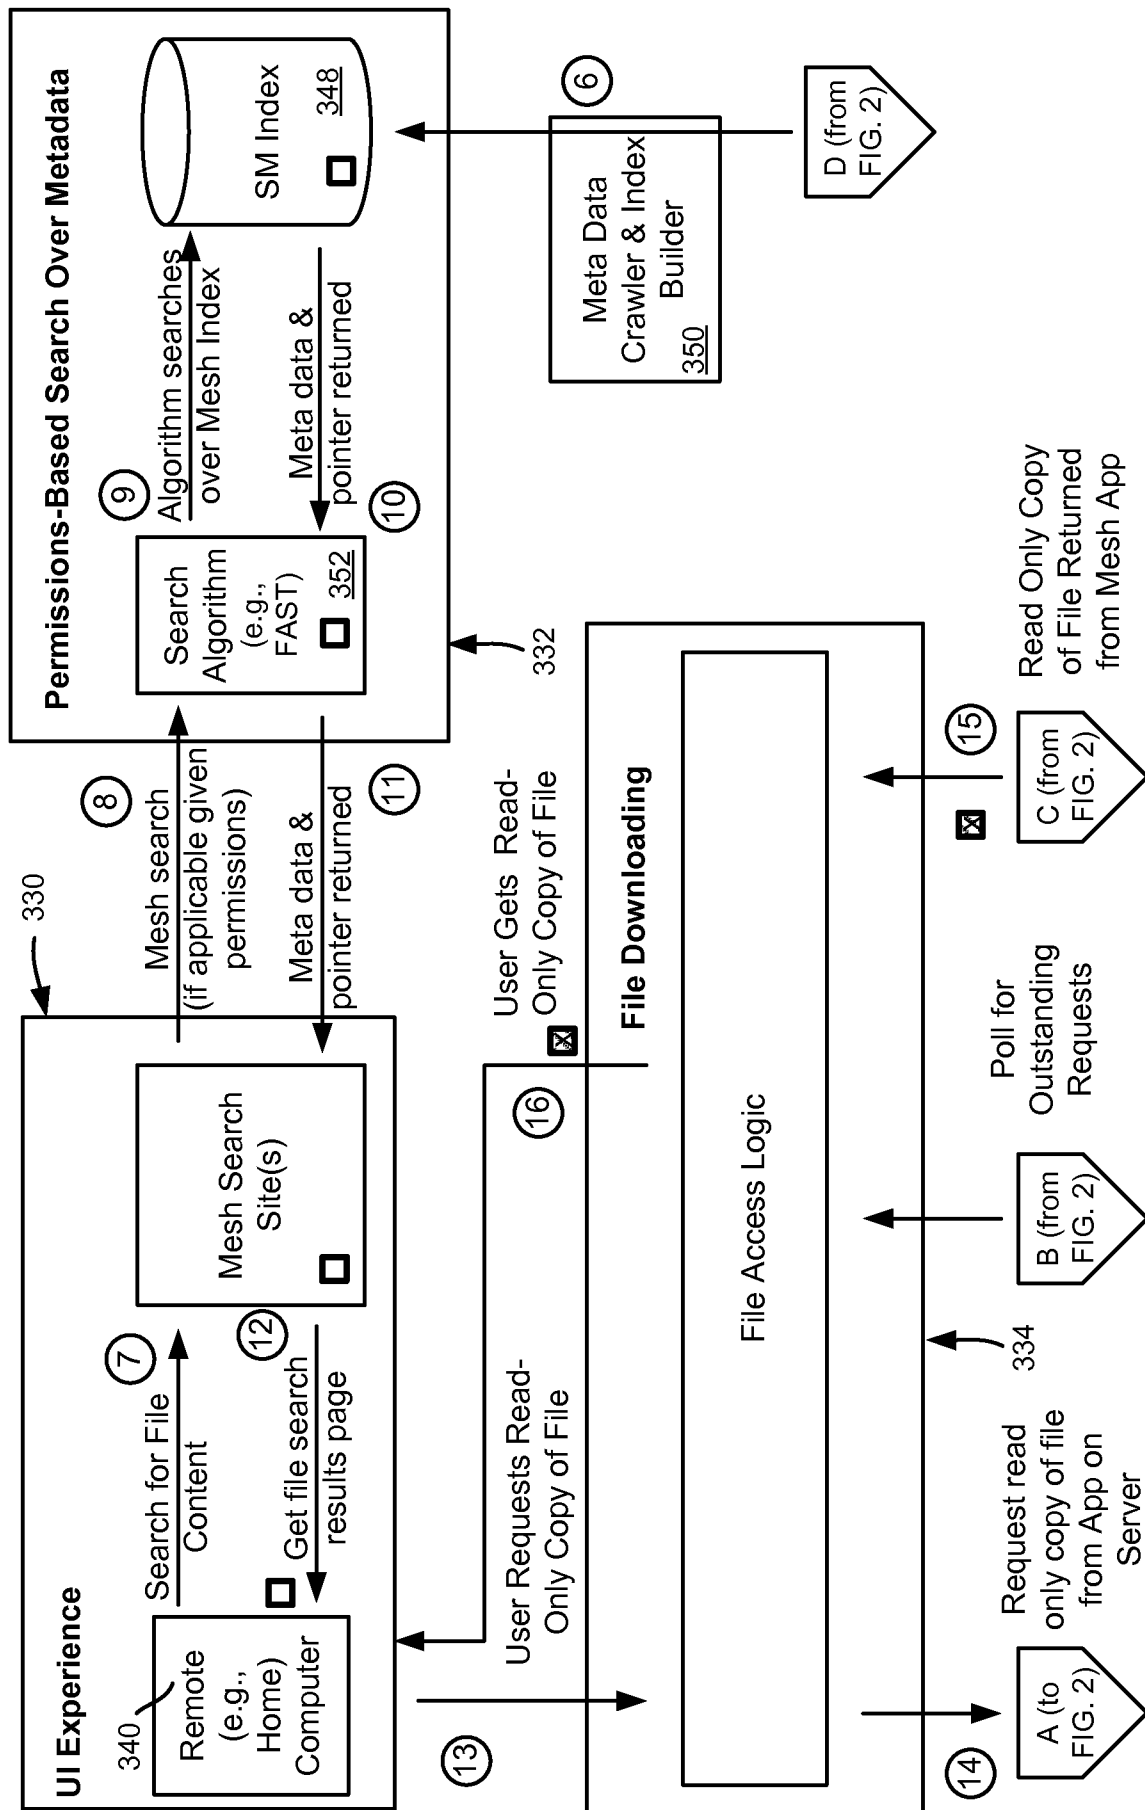 330
UI Experience
340
Remote
(e.g.,
Home)
Computer
7
Search for File
Content
12
Get file search
results page
Mesh Search
Site(s)
8
Mesh search
(if applicable given
permissions)
11
Meta data &
pointer returned
Permissions-Based Search Over Metadata
Search
Algorithm
(e.g.,
FAST)
352
9
Algorithm searches
over Mesh Index
10
Meta data &
pointer returned
SM Index
348
332
6
Meta Data
Crawler & Index
Builder
350
D (from
FIG. 2)
13
User Requests Read-
Only Copy of File
16
User Gets Read-
Only Copy of File
File Downloading
File Access Logic
334
14
A (to
FIG. 2)
Request read
only copy of file
from App on
Server
B (from
FIG. 2)
Poll for
Outstanding
Requests
15
C (from
FIG. 2)
Read Only Copy
of File Returned
from Mesh App